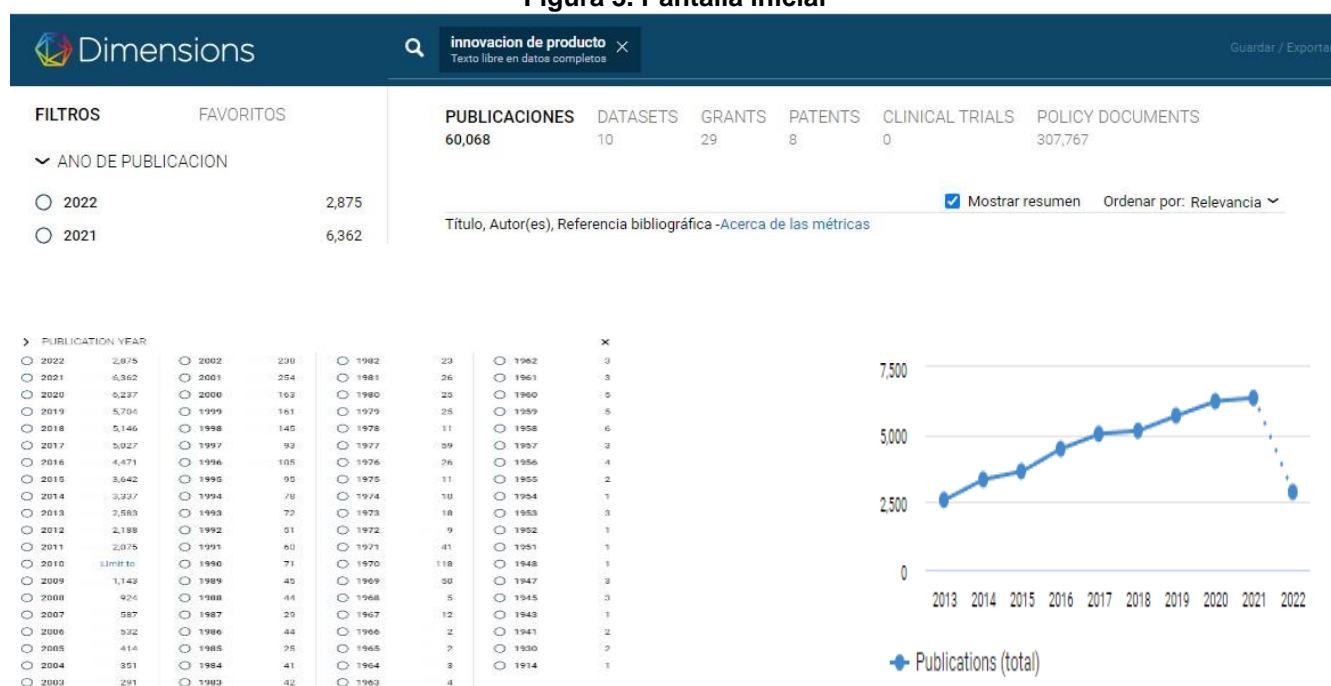 Figura 3. Pantalla inicial
Dimensions
innovacion de producto ×
Texto libre en datos completos
Guardar / Exportar
FILTROS FAVORITOS
PUBLICACIONES DATASETS GRANTS PATENTS CLINICAL TRIALS POLICY DOCUMENTS
60,068 10 29 8 0 307,767
ANO DE PUBLICACION
2022 2,875
2021 6,362
Mostrar resumen Ordenar por: Relevancia
Título, Autor(es), Referencia bibliográfica -Acerca de las métricas
PUBLICATION YEAR ×
2022 2,875 2002 238 1982 23 1962 3
2021 6,362 2001 254 1981 26 1961 3
2020 6,237 2000 163 1980 25 1960 5
2019 5,704 1999 161 1979 25 1959 5
2018 5,146 1998 145 1978 11 1958 6
2017 5,027 1997 93 1977 59 1957 3
2016 4,471 1996 105 1976 26 1956 4
2015 3,642 1995 95 1975 11 1955 2
2014 3,337 1994 78 1974 18 1954 1
2013 2,583 1993 72 1973 18 1953 3
2012 2,188 1992 51 1972 9 1952 1
2011 2,075 1991 60 1971 41 1951 1
2010 Limit to 1990 71 1970 118 1948 1
2009 1,143 1989 45 1969 50 1947 3
2008 924 1988 44 1968 5 1945 3
2007 587 1987 29 1967 12 1943 1
2006 532 1986 44 1966 2 1941 2
2005 414 1985 25 1965 2 1930 2
2004 351 1984 41 1964 3 1914 1
2003 291 1983 42 1963 4
7,500
5,000
2,500
0
2013 2014 2015 2016 2017 2018 2019 2020 2021 2022
Publications (total)